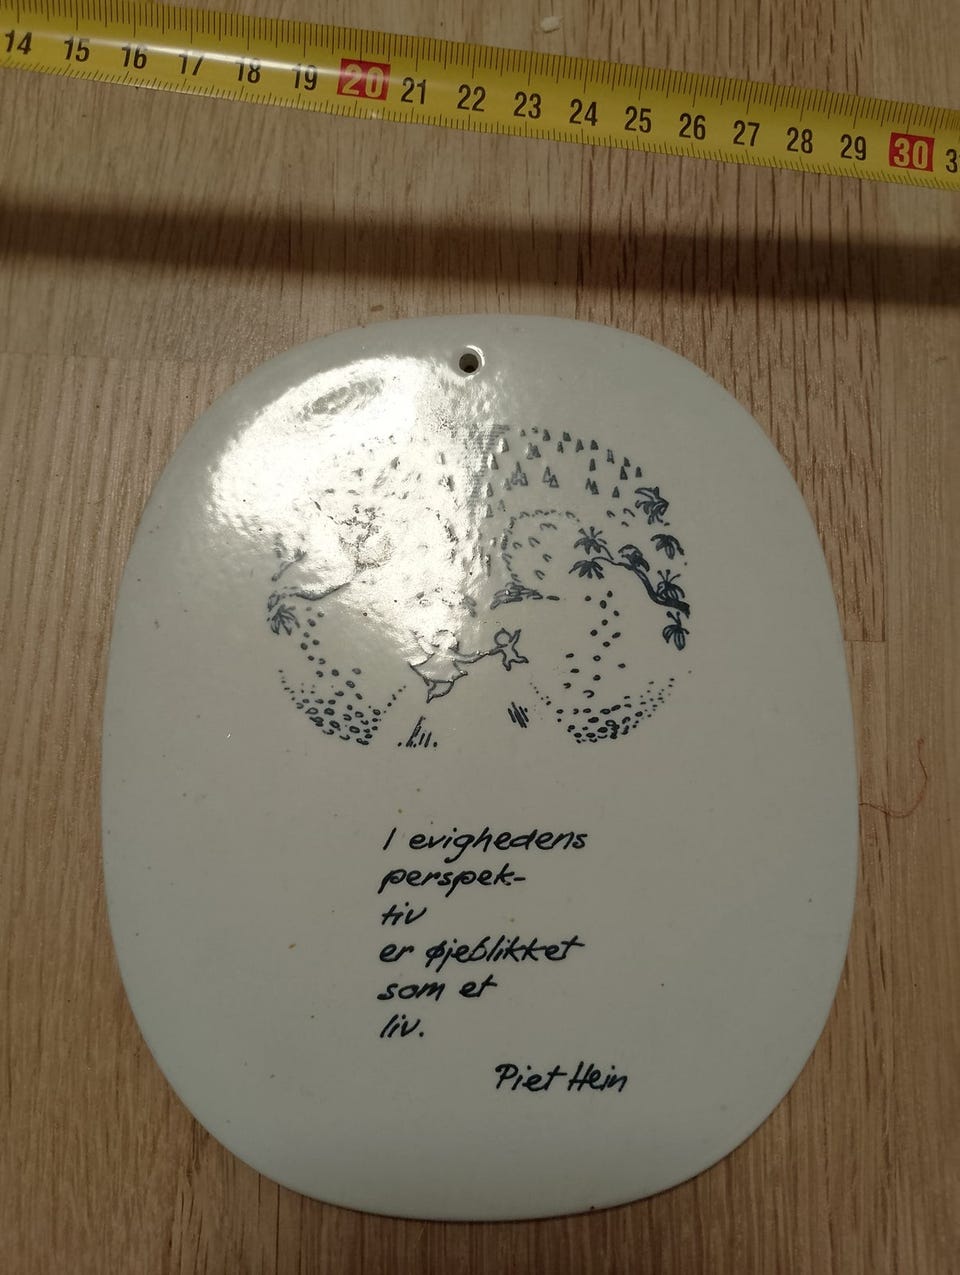 14 15 16 17 18 19 20 21 22 23 24 25 26 27 28 29 30 3
I evighedens
perspek-
tiv
er øjeblikket
som et
liv.
Piet Hein